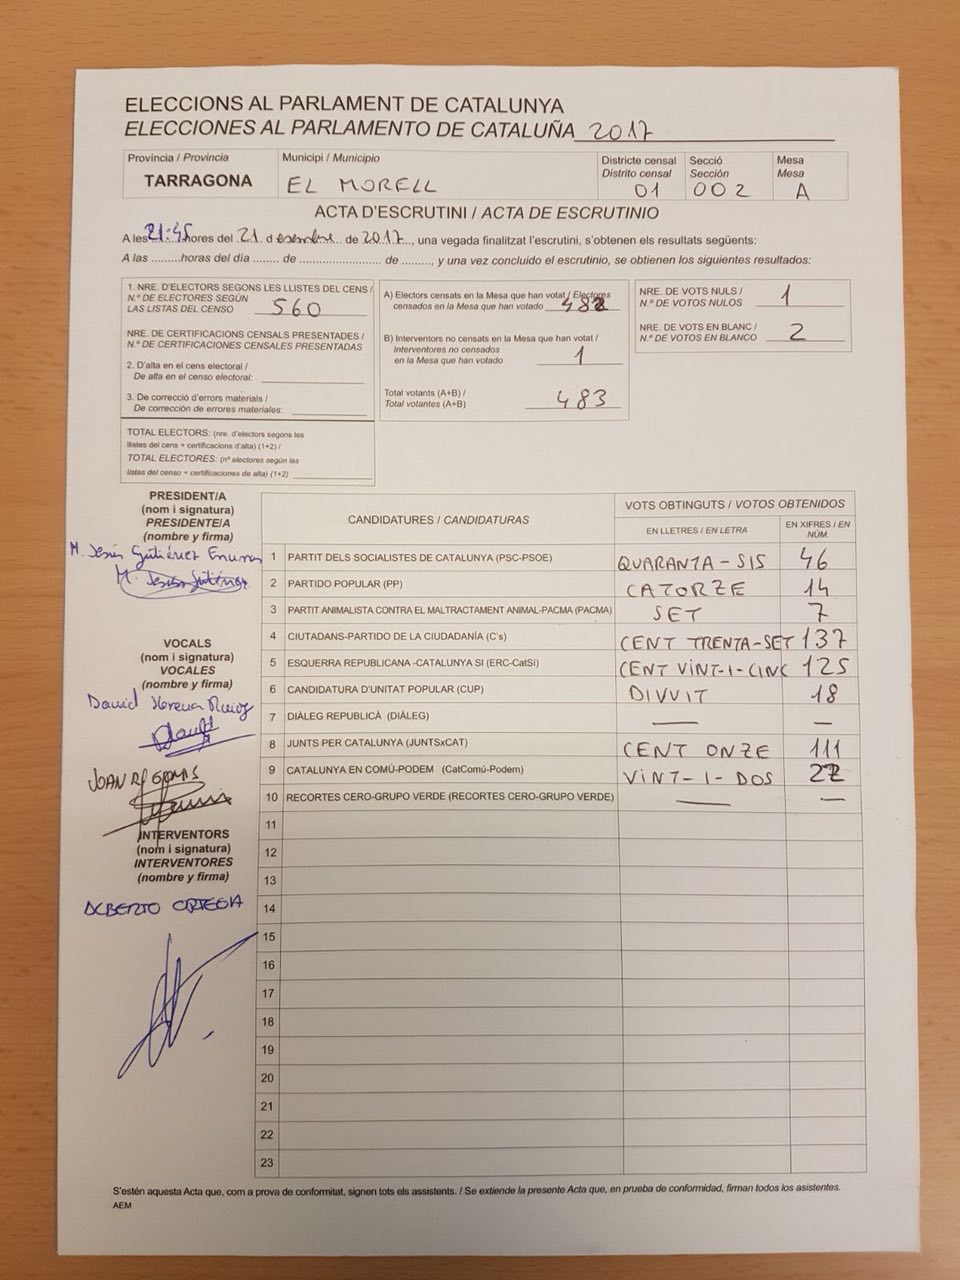 ELECCIONS AL PARLAMENT DE CATALUNYA
ELECCIONES AL PARLAMENTO DE CATALUÑA 2017
Provincia / Provincia
TARRAGONA
Municipi / Municipio
EL MORELL
Districte censal
Distrito censal
01
Secció
Sección
002
Mesa
Mesa
A
ACTA D'ESCRUTINI / ACTA DE ESCRUTINIO
A les 21:45 hores del 21 d desembre de 2017, una vegada finalitzat l'escrutini, s'obtenen els resultats següents:
A las .........horas del día ........ de ........................ de ........., y una vez concluido el escrutinio, se obtienen los siguientes resultados:
1. NRE. D'ELECTORS SEGONS LES LLISTES DEL CENS /
N.º DE ELECTORES SEGÚN
LAS LISTAS DEL CENSO 560
NRE. DE CERTIFICACIONS CENSALS PRESENTADES /
N.º DE CERTIFICACIONES CENSALES PRESENTADAS
2. D'alta en el cens electoral /
De alta en el censo electoral:
3. De correcció d'errors materials /
De corrección de errores materiales:
TOTAL ELECTORS: (nre. d'electors segons les
llistes del cens + certificacions d'alta) (1+2) /
TOTAL ELECTORES: (nº electores según las
listas del censo + certificaciones de alta) (1+2)
A) Electors censats en la Mesa que han votat / Electores
censados en la Mesa que han votado 482
B) Interventors no censats en la Mesa que han votat /
Interventores no censados
en la Mesa que han votado 1
Total votants (A+B) /
Total votantes (A+B) 483
NRE. DE VOTS NULS /
N.º DE VOTOS NULOS 1
NRE. DE VOTS EN BLANC /
N.º DE VOTOS EN BLANCO 2
PRESIDENT/A
(nom i signatura)
PRESIDENTE/A
(nombre y firma)
M. Jesús Gutiérrez
M. Jesús Gutiérrez
VOCALS
(nom i signatura)
VOCALES
(nombre y firma)
David
JOAN
INTERVENTORS
(nom i signatura)
INTERVENTORES
(nombre y firma)
ALBERTO ORTEGA
CANDIDATURES / CANDIDATURAS
VOTS OBTINGUTS / VOTOS OBTENIDOS
EN LLETRES / EN LETRA
EN XIFRES / EN NÚM.
1 PARTIT DELS SOCIALISTES DE CATALUNYA (PSC-PSOE) QUARANTA-SIS 46
2 PARTIDO POPULAR (PP) CATORZE 14
3 PARTIT ANIMALISTA CONTRA EL MALTRACTAMENT ANIMAL-PACMA (PACMA) SET 7
4 CIUTADANS-PARTIDO DE LA CIUDADANÍA (C's) CENT TRENTA-SET 137
5 ESQUERRA REPUBLICANA -CATALUNYA SI (ERC-CatSí) CENT VINT-I-CINC 125
6 CANDIDATURA D'UNITAT POPULAR (CUP) DIVUIT 18
7 DIÀLEG REPUBLICÀ (DIÀLEG) — —
8 JUNTS PER CATALUNYA (JUNTSxCAT) CENT ONZE 111
9 CATALUNYA EN COMÚ-PODEM (CatComú-Podem) VINT-I-DOS 22
10 RECORTES CERO-GRUPO VERDE (RECORTES CERO-GRUPO VERDE) — —
11
12
13
14
15
16
17
18
19
20
21
22
23
S'estén aquesta Acta que, com a prova de conformitat, signen tots els assistents. / Se extiende la presente Acta que, en prueba de conformidad, firman todos los asistentes.
AEM